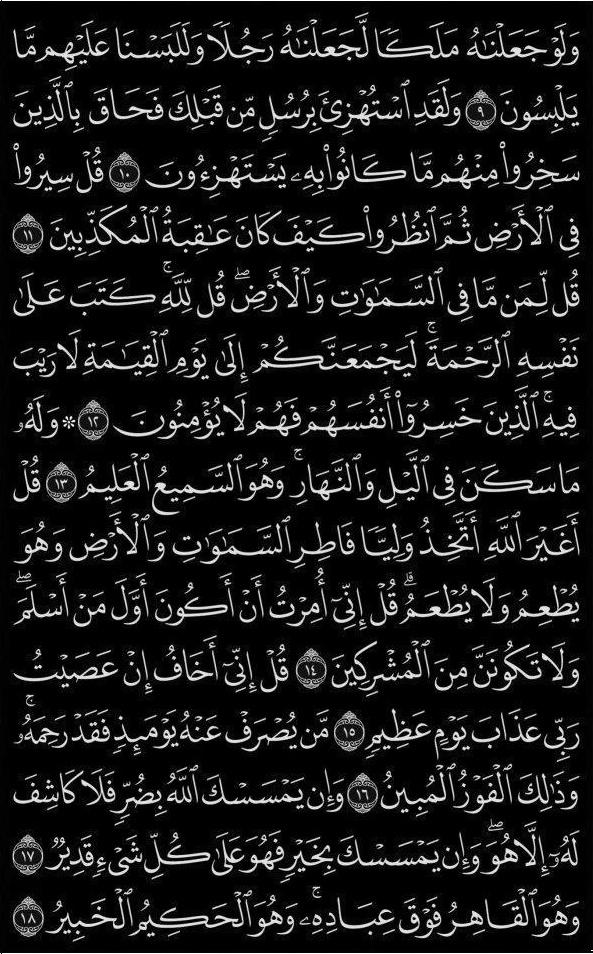 وَلَوْ جَعَلْنَٰهُ مَلَكًا لَّجَعَلْنَٰهُ رَجُلًا وَلَلَبَسْنَا عَلَيْهِم مَّا
يَلْبِسُونَ ۝٩ وَلَقَدِ ٱسْتُهْزِئَ بِرُسُلٍ مِّن قَبْلِكَ فَحَاقَ بِٱلَّذِينَ
سَخِرُوا۟ مِنْهُم مَّا كَانُوا۟ بِهِۦ يَسْتَهْزِءُونَ ۝١٠ قُلْ سِيرُوا۟
فِى ٱلْأَرْضِ ثُمَّ ٱنظُرُوا۟ كَيْفَ كَانَ عَٰقِبَةُ ٱلْمُكَذِّبِينَ ۝١١
قُل لِّمَن مَّا فِى ٱلسَّمَٰوَٰتِ وَٱلْأَرْضِ ۖ قُل لِّلَّهِ ۚ كَتَبَ عَلَىٰ
نَفْسِهِ ٱلرَّحْمَةَ ۚ لَيَجْمَعَنَّكُمْ إِلَىٰ يَوْمِ ٱلْقِيَٰمَةِ لَا رَيْبَ
فِيهِ ۚ ٱلَّذِينَ خَسِرُوٓا۟ أَنفُسَهُمْ فَهُمْ لَا يُؤْمِنُونَ ۝١٢ * وَلَهُۥ
مَا سَكَنَ فِى ٱلَّيْلِ وَٱلنَّهَارِ ۚ وَهُوَ ٱلسَّمِيعُ ٱلْعَلِيمُ ۝١٣ قُلْ
أَغَيْرَ ٱللَّهِ أَتَّخِذُ وَلِيًّا فَاطِرِ ٱلسَّمَٰوَٰتِ وَٱلْأَرْضِ وَهُوَ
يُطْعِمُ وَلَا يُطْعَمُ ۗ قُلْ إِنِّىٓ أُمِرْتُ أَنْ أَكُونَ أَوَّلَ مَنْ أَسْلَمَ ۖ
وَلَا تَكُونَنَّ مِنَ ٱلْمُشْرِكِينَ ۝١٤ قُلْ إِنِّىٓ أَخَافُ إِنْ عَصَيْتُ
رَبِّى عَذَابَ يَوْمٍ عَظِيمٍ ۝١٥ مَّن يُصْرَفْ عَنْهُ يَوْمَئِذٍ فَقَدْ رَحِمَهُۥ ۚ
وَذَٰلِكَ ٱلْفَوْزُ ٱلْمُبِينُ ۝١٦ وَإِن يَمْسَسْكَ ٱللَّهُ بِضُرٍّ فَلَا كَاشِفَ
لَهُۥٓ إِلَّا هُوَ ۖ وَإِن يَمْسَسْكَ بِخَيْرٍ فَهُوَ عَلَىٰ كُلِّ شَىْءٍ قَدِيرٌ ۝١٧
وَهُوَ ٱلْقَاهِرُ فَوْقَ عِبَادِهِۦ ۚ وَهُوَ ٱلْحَكِيمُ ٱلْخَبِيرُ ۝١٨